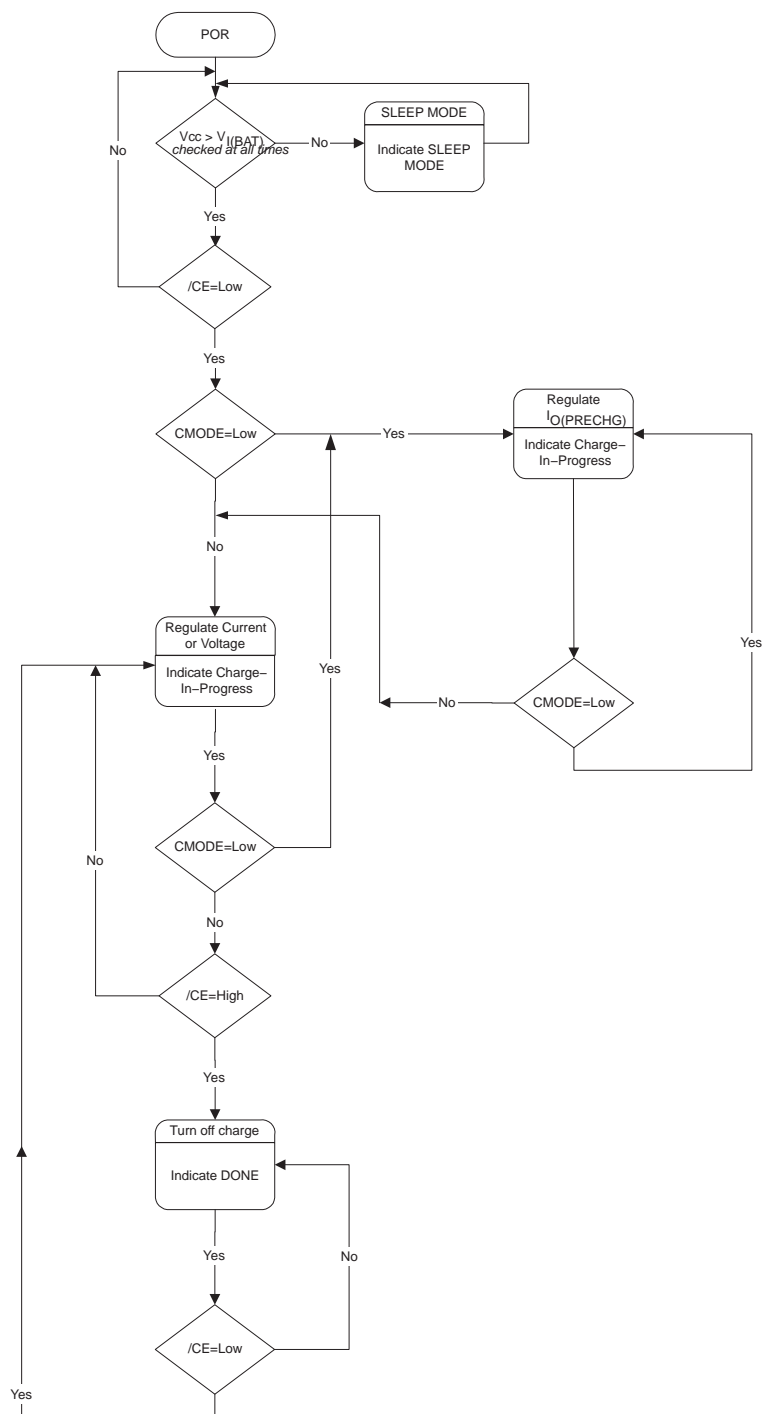 POR
SLEEP MODE
Vcc > VI(BAT)
checked at all times
No
No
Indicate SLEEP
MODE
Yes
/CE=Low
Yes
Regulate
IO(PRECHG)
CMODE=Low
Yes
Indicate Charge–
In–Progress
No
Regulate Current
or Voltage
Yes
Indicate Charge–
In–Progress
Yes
No
CMODE=Low
Yes
CMODE=Low
No
No
/CE=High
Yes
Turn off charge
Indicate DONE
Yes
No
/CE=Low
Yes